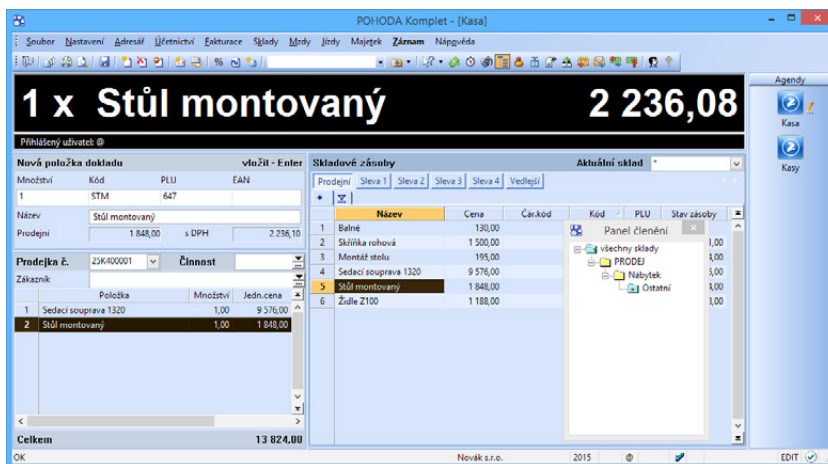 POHODA Komplet - [Kasa]
Soubor Nastavení Adresář Účetnictví Fakturace Sklady Mzdy Jízdy Majetek Záznam Nápověda
1 x Stůl montovaný 2 236,08
Přihlášený uživatel: @
Agendy
Kasa
Kasy
Nová položka dokladu vložit - Enter
Množství Kód PLU EAN
1 STM 647
Název Stůl montovaný
Prodejní 1 848,00 s DPH 2 236,10
Prodejka č. 25K400001 Činnost
Zákazník
Položka Množství Jedn.cena
1 Sedací souprava 1320 1,00 9 576,00
2 Stůl montovaný 1,00 1 848,00
Celkem 13 824,00
Skladové zásoby Aktuální sklad *
Prodejní Sleva 1 Sleva 2 Sleva 3 Sleva 4 Vedlejší
Název Cena Čár.kód Kód PLU Stav zásoby
1 Balné 130,00
2 Skříňka rohová 1 500,00 1,00
3 Montáž stolu 195,00 4,00
4 Sedací souprava 1320 9 576,00
5 Stůl montovaný 1 848,00 4,00
6 Židle Z100 1 188,00
Panel členění
všechny sklady
PRODEJ
Nábytek
Ostatní
OK Novák s.r.o. 2015 @ EDIT